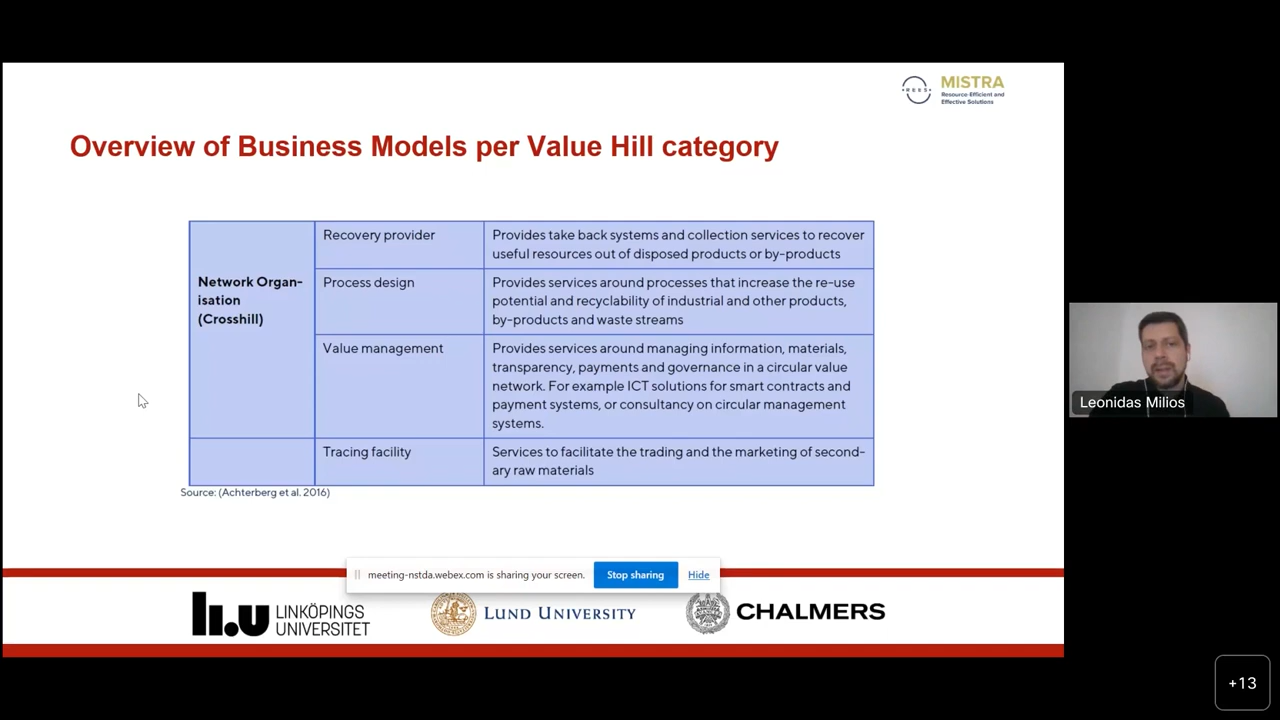 REES
MISTRA
Resource-Efficient and
Effective Solutions
Overview of Business Models per Value Hill category
Network Organ-
isation
(Crosshill)
Recovery provider
Provides take back systems and collection services to recover
useful resources out of disposed products or by-products
Process design
Provides services around processes that increase the re-use
potential and recyclability of industrial and other products,
by-products and waste streams
Value management
Provides services around managing information, materials,
transparency, payments and governance in a circular value
network. For example ICT solutions for smart contracts and
payment systems, or consultancy on circular management
systems.
Tracing facility
Services to facilitate the trading and the marketing of second-
ary raw materials
Source: (Achterberg et al. 2016)
Leonidas Milios
meeting-nstda.webex.com is sharing your screen.
Stop sharing
Hide
LiU LINKÖPINGS
UNIVERSITET
LUND UNIVERSITY
CHALMERS
+13